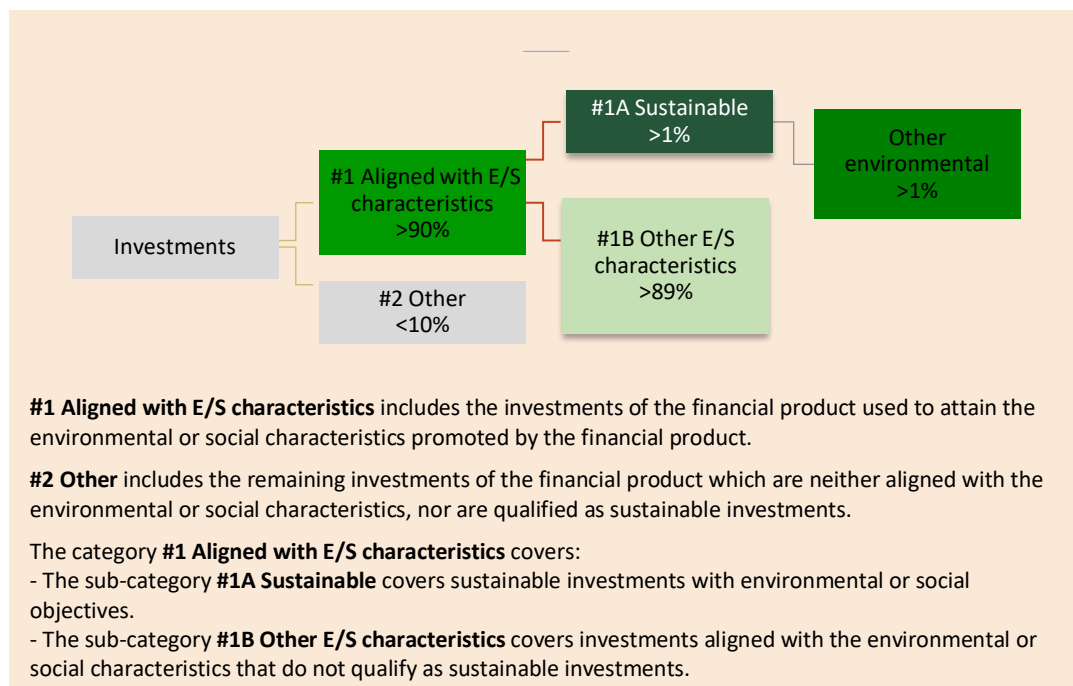 #1A Sustainable
>1%
Other
environmental
>1%
#1 Aligned with E/S
characteristics
>90%
Investments
#1B Other E/S
characteristics
>89%
#2 Other
<10%
#1 Aligned with E/S characteristics includes the investments of the financial product used to attain the
environmental or social characteristics promoted by the financial product.
#2 Other includes the remaining investments of the financial product which are neither aligned with the
environmental or social characteristics, nor are qualified as sustainable investments.
The category #1 Aligned with E/S characteristics covers:
- The sub-category #1A Sustainable covers sustainable investments with environmental or social
objectives.
- The sub-category #1B Other E/S characteristics covers investments aligned with the environmental or
social characteristics that do not qualify as sustainable investments.